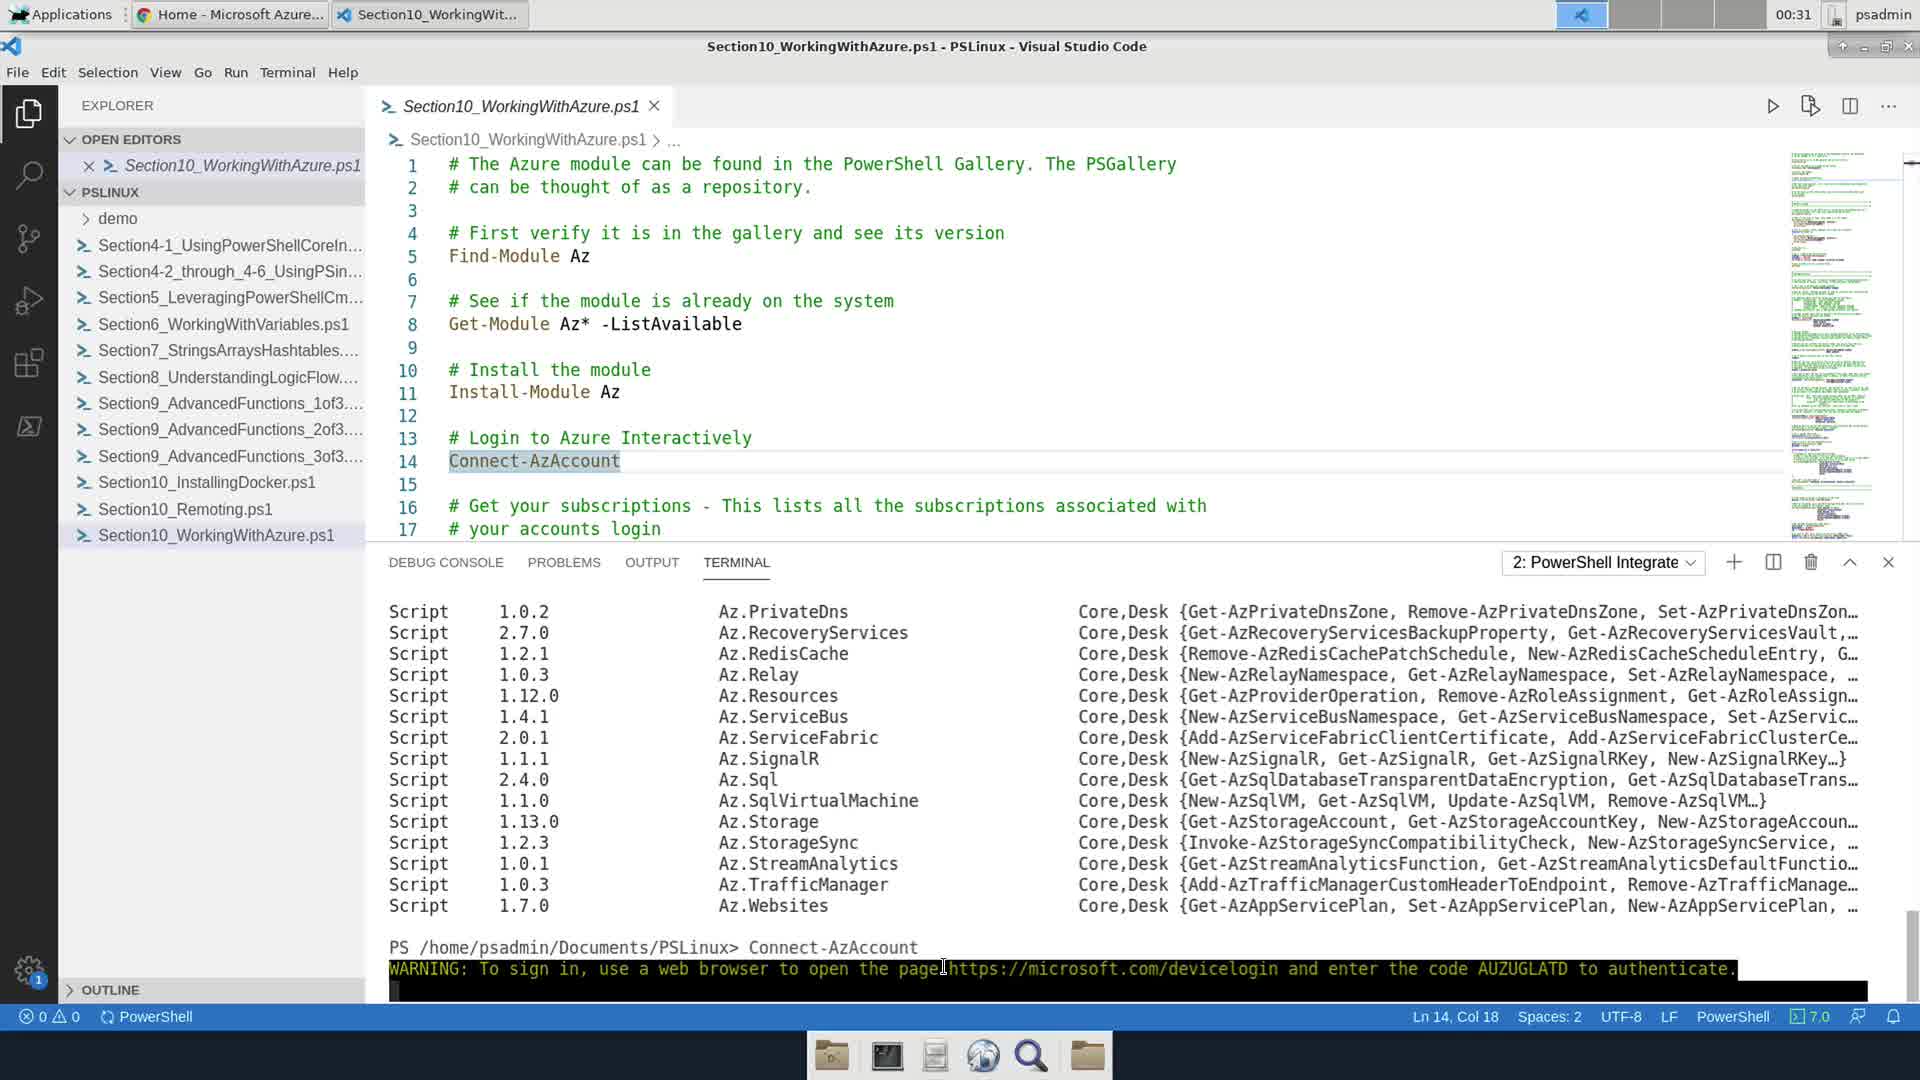 Applications
Home - Microsoft Azure...
Section10_WorkingWit...
00:31
psadmin
Section10_WorkingWithAzure.ps1 - PSLinux - Visual Studio Code
File Edit Selection View Go Run Terminal Help
EXPLORER
OPEN EDITORS
Section10_WorkingWithAzure.ps1
PSLINUX
demo
Section4-1_UsingPowerShellCoreIn...
Section4-2_through_4-6_UsingPSin...
Section5_LeveragingPowerShellCm...
Section6_WorkingWithVariables.ps1
Section7_StringsArraysHashtables....
Section8_UnderstandingLogicFlow....
Section9_AdvancedFunctions_1of3....
Section9_AdvancedFunctions_2of3....
Section9_AdvancedFunctions_3of3....
Section10_InstallingDocker.ps1
Section10_Remoting.ps1
Section10_WorkingWithAzure.ps1
OUTLINE
Section10_WorkingWithAzure.ps1
Section10_WorkingWithAzure.ps1 > ...
1 # The Azure module can be found in the PowerShell Gallery. The PSGallery
2 # can be thought of as a repository.
3
4 # First verify it is in the gallery and see its version
5 Find-Module Az
6
7 # See if the module is already on the system
8 Get-Module Az* -ListAvailable
9
10 # Install the module
11 Install-Module Az
12
13 # Login to Azure Interactively
14 Connect-AzAccount
15
16 # Get your subscriptions - This lists all the subscriptions associated with
17 # your accounts login
DEBUG CONSOLE PROBLEMS OUTPUT TERMINAL
2: PowerShell Integrate
Script 1.0.2 Az.PrivateDns Core,Desk {Get-AzPrivateDnsZone, Remove-AzPrivateDnsZone, Set-AzPrivateDnsZon…
Script 2.7.0 Az.RecoveryServices Core,Desk {Get-AzRecoveryServicesBackupProperty, Get-AzRecoveryServicesVault,…
Script 1.2.1 Az.RedisCache Core,Desk {Remove-AzRedisCachePatchSchedule, New-AzRedisCacheScheduleEntry, G…
Script 1.0.3 Az.Relay Core,Desk {New-AzRelayNamespace, Get-AzRelayNamespace, Set-AzRelayNamespace, …
Script 1.12.0 Az.Resources Core,Desk {Get-AzProviderOperation, Remove-AzRoleAssignment, Get-AzRoleAssign…
Script 1.4.1 Az.ServiceBus Core,Desk {New-AzServiceBusNamespace, Get-AzServiceBusNamespace, Set-AzServic…
Script 2.0.1 Az.ServiceFabric Core,Desk {Add-AzServiceFabricClientCertificate, Add-AzServiceFabricClusterCe…
Script 1.1.1 Az.SignalR Core,Desk {New-AzSignalR, Get-AzSignalR, Get-AzSignalRKey, New-AzSignalRKey…}
Script 2.4.0 Az.Sql Core,Desk {Get-AzSqlDatabaseTransparentDataEncryption, Get-AzSqlDatabaseTrans…
Script 1.1.0 Az.SqlVirtualMachine Core,Desk {New-AzSqlVM, Get-AzSqlVM, Update-AzSqlVM, Remove-AzSqlVM…}
Script 1.13.0 Az.Storage Core,Desk {Get-AzStorageAccount, Get-AzStorageAccountKey, New-AzStorageAccoun…
Script 1.2.3 Az.StorageSync Core,Desk {Invoke-AzStorageSyncCompatibilityCheck, New-AzStorageSyncService, …
Script 1.0.1 Az.StreamAnalytics Core,Desk {Get-AzStreamAnalyticsFunction, Get-AzStreamAnalyticsDefaultFunctio…
Script 1.0.3 Az.TrafficManager Core,Desk {Add-AzTrafficManagerCustomHeaderToEndpoint, Remove-AzTrafficManage…
Script 1.7.0 Az.Websites Core,Desk {Get-AzAppServicePlan, Set-AzAppServicePlan, New-AzAppServicePlan, …
PS /home/psadmin/Documents/PSLinux> Connect-AzAccount
WARNING: To sign in, use a web browser to open the page https://microsoft.com/devicelogin and enter the code AUZUGLATD to authenticate.
1
0 0 PowerShell
Ln 14, Col 18 Spaces: 2 UTF-8 LF PowerShell 7.0